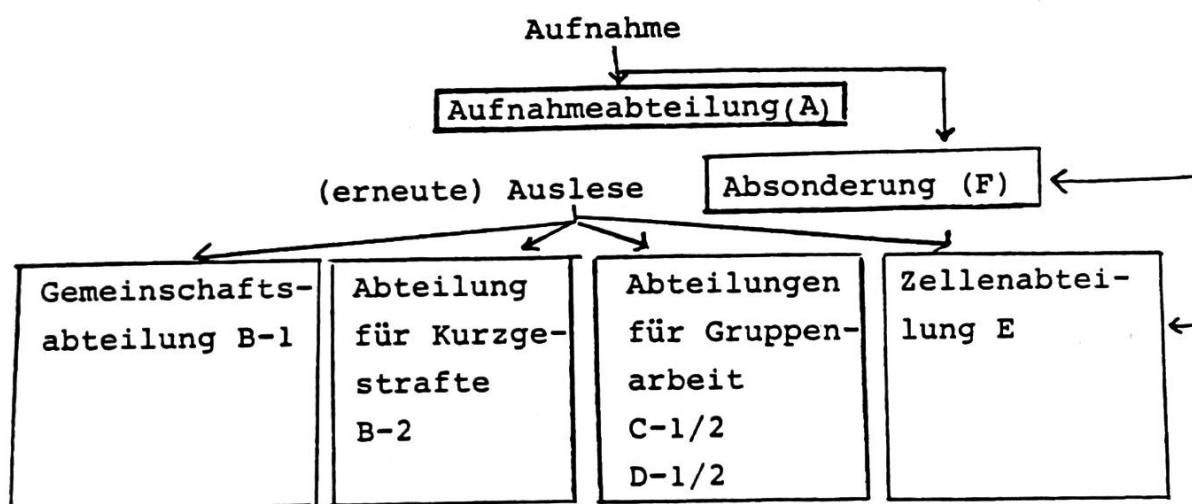 Aufnahme
Aufnahmeabteilung(A)
(erneute) Auslese
Absonderung (F)
Gemeinschafts-
abteilung B-1
Abteilung
für Kurzge-
strafte
B-2
Abteilungen
für Gruppen-
arbeit
C-1/2
D-1/2
Zellenabtei-
lung E